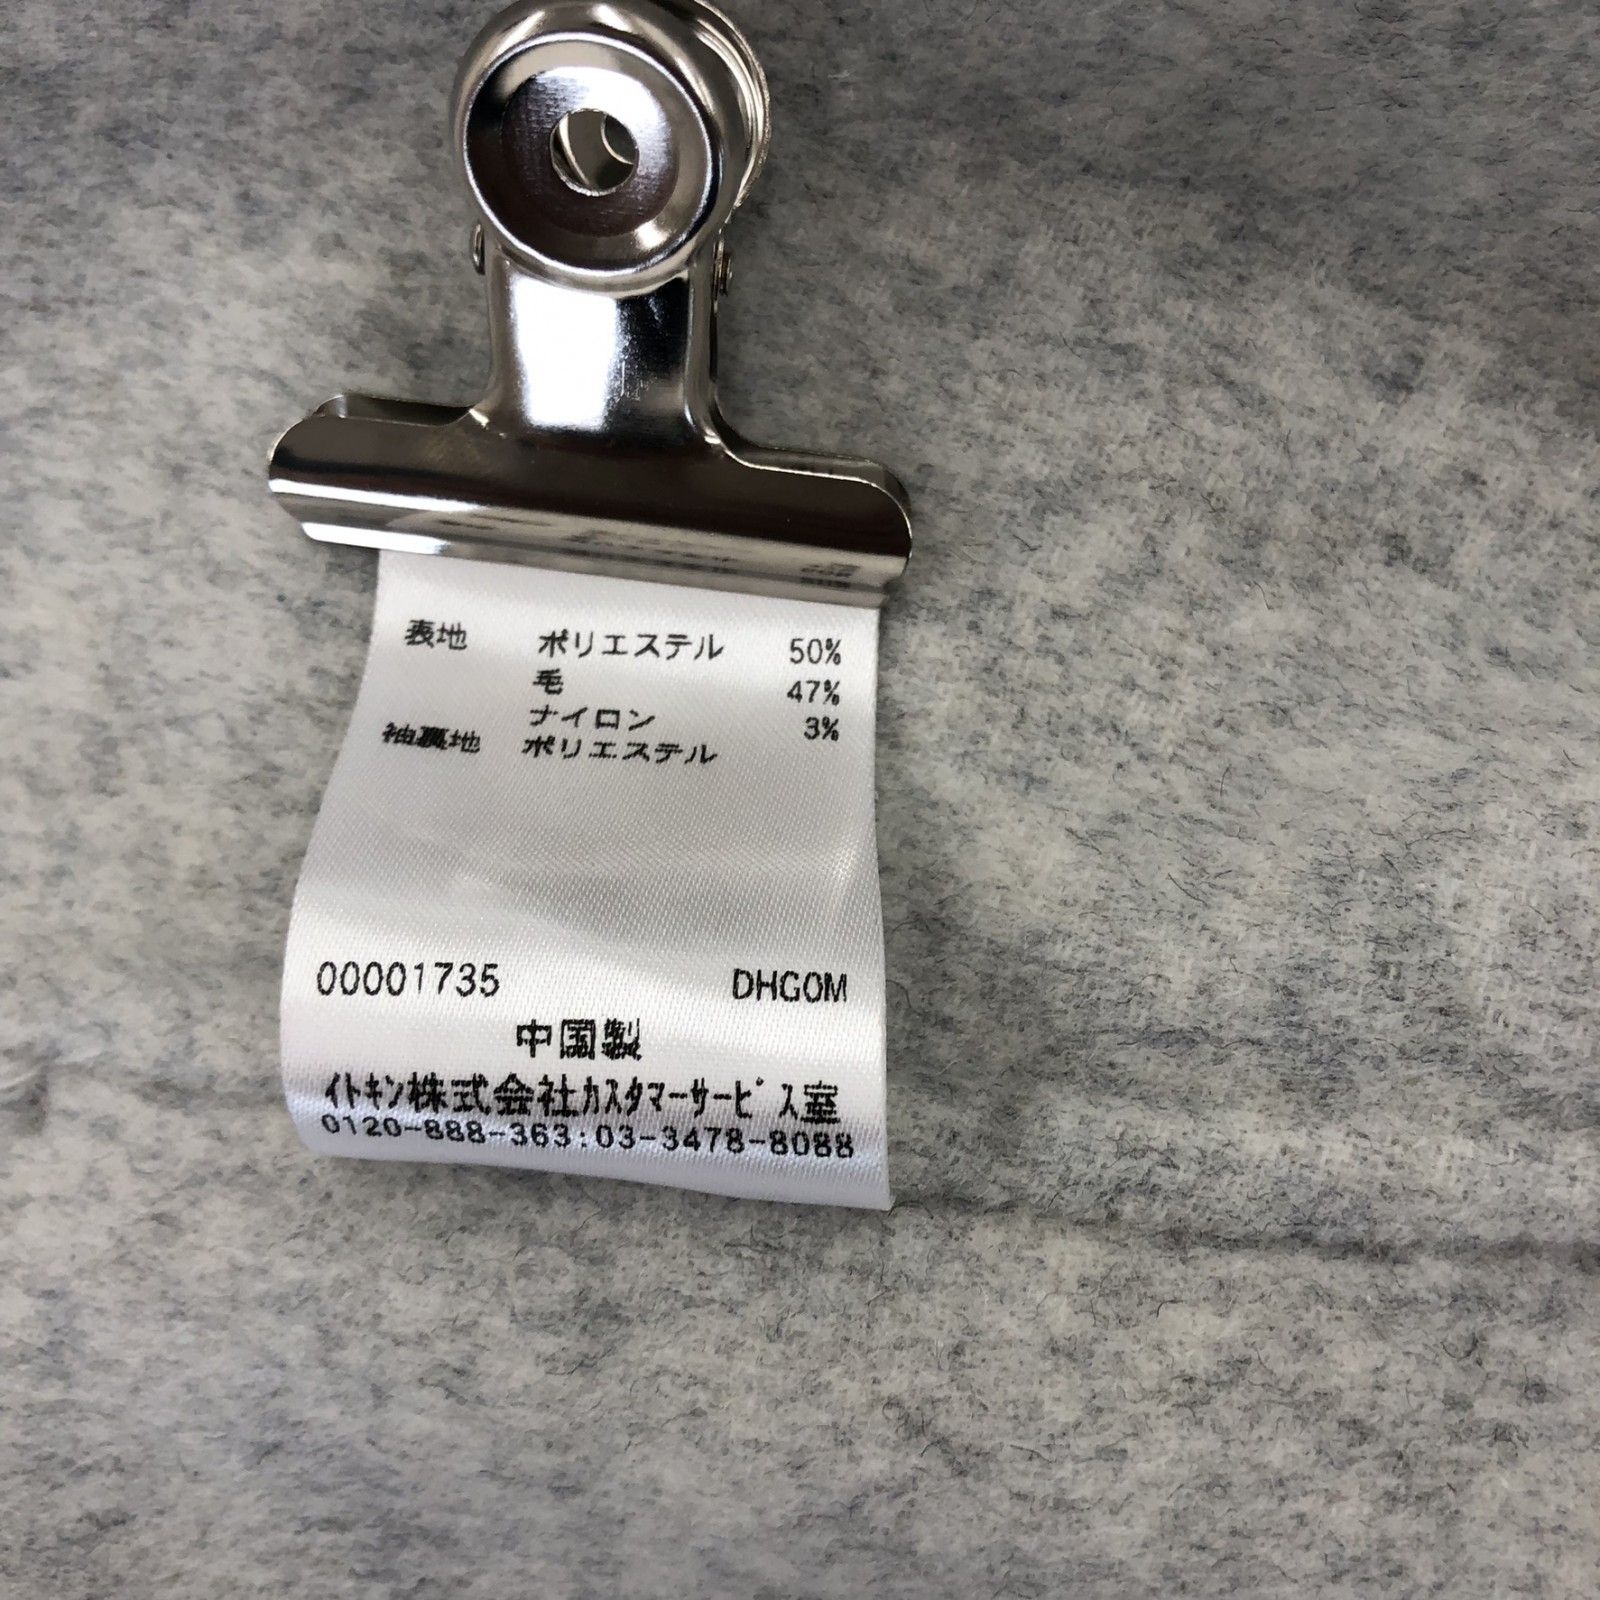 表地 ポリエステル 50%
毛 47%
ナイロン 3%
袖裏地 ポリエステル
00001735 DHGOM
中国製
イトキン株式会社カスタマーサービス室
0120-888-363:03-3478-8088